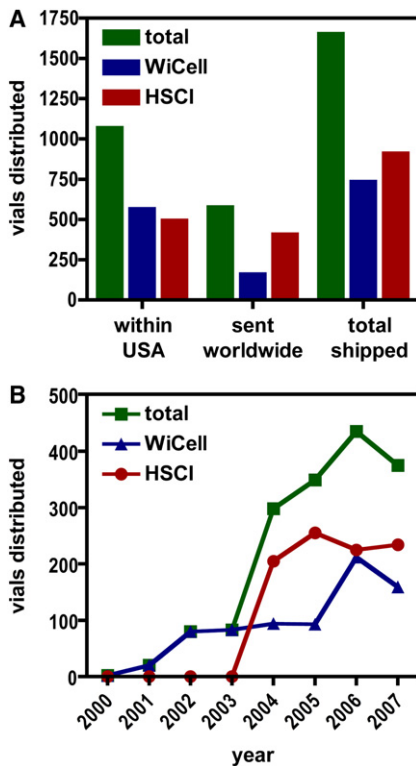 A
1750
1500
1250
1000
750
500
250
0
vials distributed
total
WiCell
HSCI
within USA
sent worldwide
total shipped
B
500
400
300
200
100
0
vials distributed
total
WiCell
HSCI
2000
2001
2002
2003
2004
2005
2006
2007
year